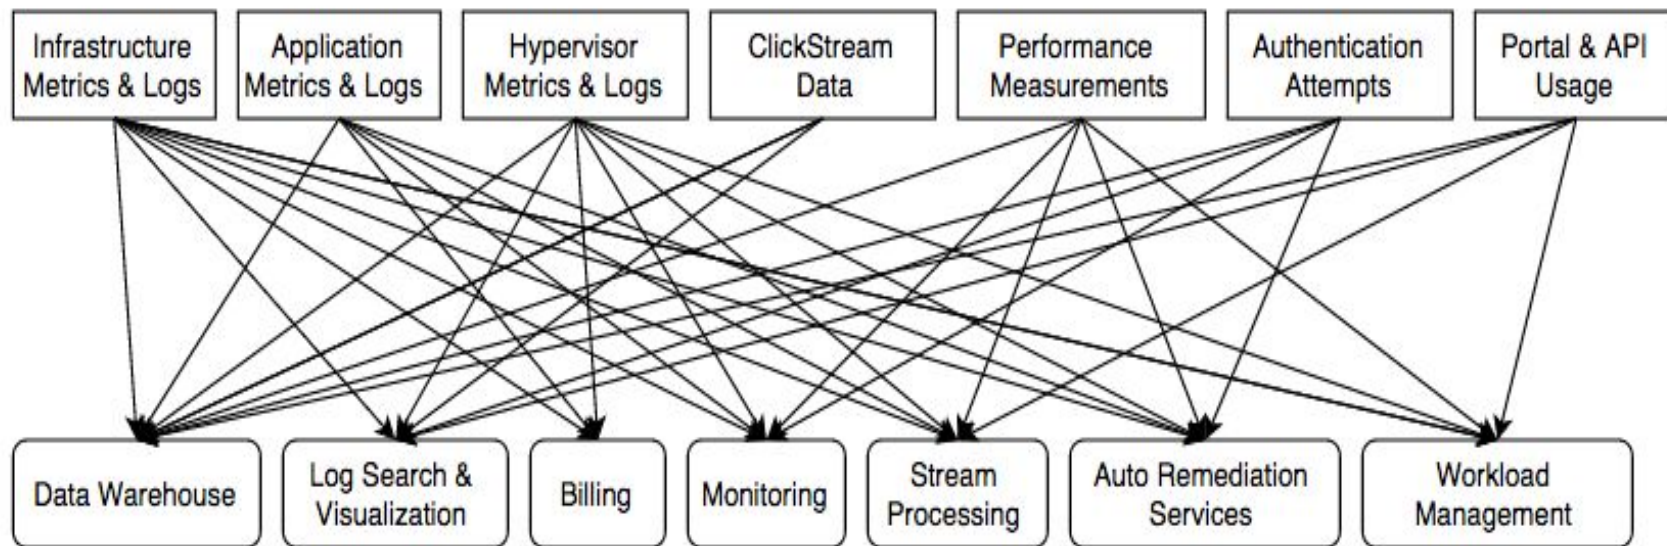 Infrastructure
Metrics & Logs
Application
Metrics & Logs
Hypervisor
Metrics & Logs
ClickStream
Data
Performance
Measurements
Authentication
Attempts
Portal & API
Usage
Data Warehouse
Log Search &
Visualization
Billing
Monitoring
Stream
Processing
Auto Remediation
Services
Workload
Management